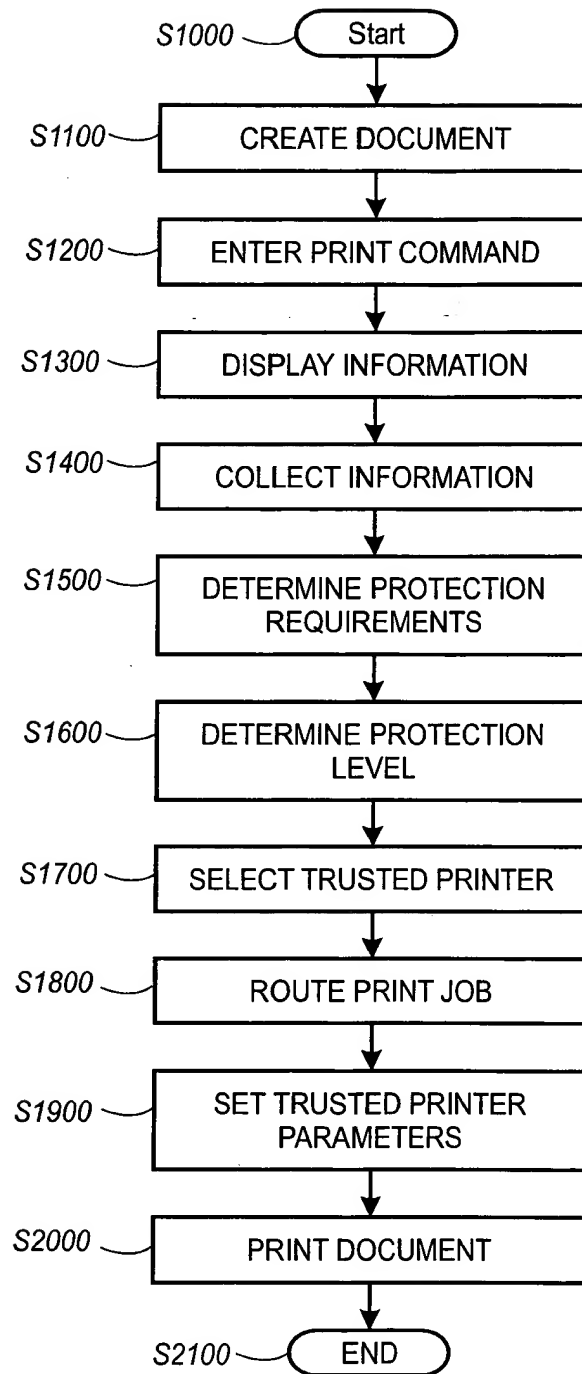 S1000 Start
S1100 CREATE DOCUMENT
S1200 ENTER PRINT COMMAND
S1300 DISPLAY INFORMATION
S1400 COLLECT INFORMATION
S1500 DETERMINE PROTECTION
REQUIREMENTS
S1600 DETERMINE PROTECTION
LEVEL
S1700 SELECT TRUSTED PRINTER
S1800 ROUTE PRINT JOB
S1900 SET TRUSTED PRINTER
PARAMETERS
S2000 PRINT DOCUMENT
S2100 END